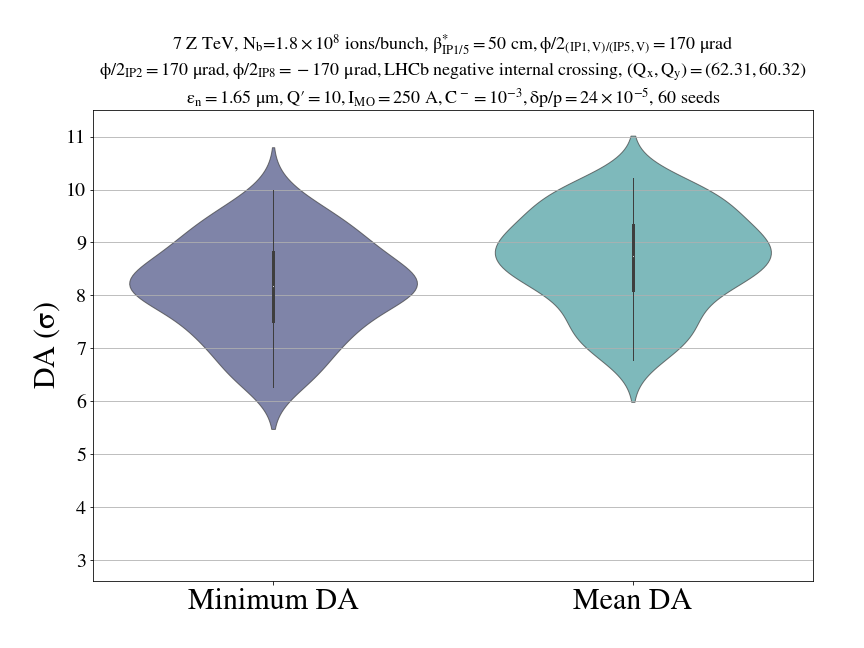 7 Z TeV, N_b=1.8 × 10^8 ions/bunch, β*_IP1/5 = 50 cm, ϕ/2_(IP1, V)/(IP5, V) = 170 μrad
ϕ/2_IP2 = 170 μrad, ϕ/2_IP8 = − 170 μrad, LHCb negative internal crossing, (Q_x, Q_y) = (62.31, 60.32)
ε_n = 1.65 μm, Q′ = 10, I_MO = 250 A, C^− = 10^−3, δp/p = 24 × 10^−5, 60 seeds
11
10
9
8
7
6
5
4
3
DA (σ)
Minimum DA
Mean DA